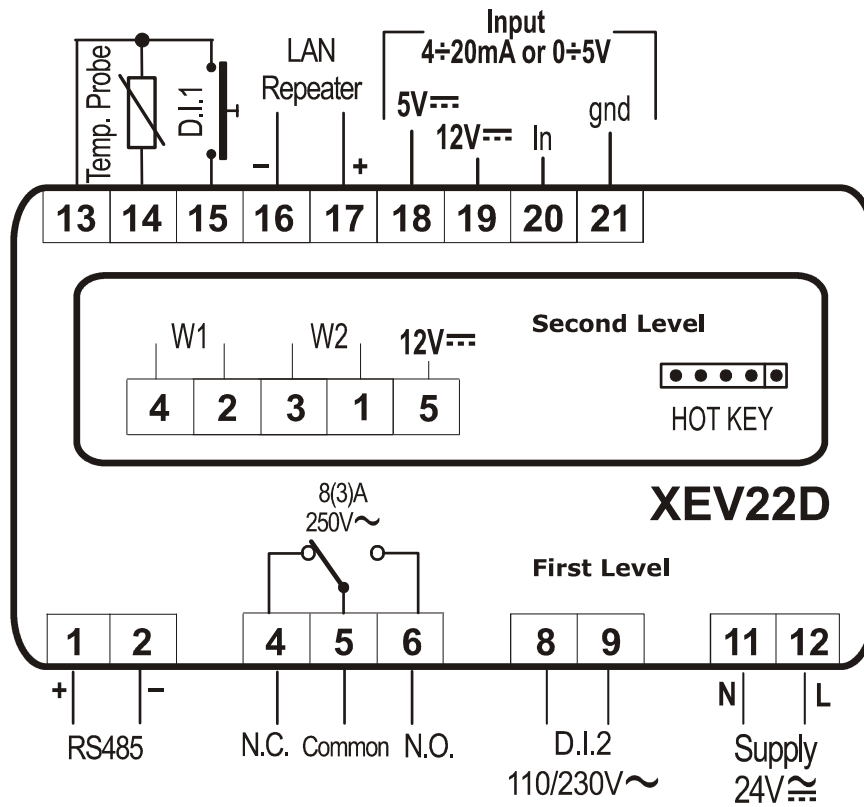 Input
4÷20mA or 0÷5V
LAN
Repeater
Temp. Probe
D.I.1
5V
12V
In
gnd
– +
13 14 15 16 17 18 19 20 21
W1 W2 12V
Second Level
4 2 3 1 5
HOT KEY
XEV22D
8(3)A
250V~
First Level
1 2 4 5 6 8 9 11 12
+ – N L
RS485 N.C. Common N.O. D.I.2 Supply
110/230V~ 24V